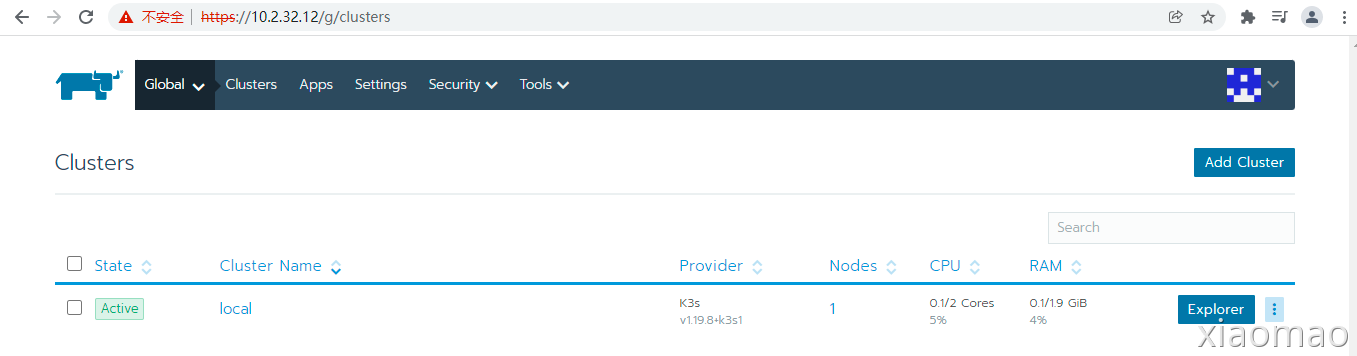 不安全 | https://10.2.32.12/g/clusters
Global Clusters Apps Settings Security Tools
Clusters
Add Cluster
Search
State Cluster Name Provider Nodes CPU RAM
Active local K3s 1 0.1/2 Cores 0.1/1.9 GiB Explorer
v1.19.8+k3s1 5% 4%
xiaomao